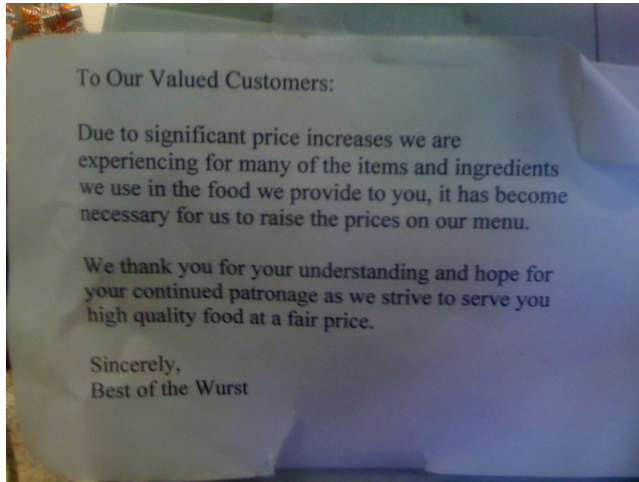 To Our Valued Customers:
Due to significant price increases we are
experiencing for many of the items and ingredients
we use in the food we provide to you, it has become
necessary for us to raise the prices on our menu.
We thank you for your understanding and hope for
your continued patronage as we strive to serve you
high quality food at a fair price.
Sincerely,
Best of the Wurst